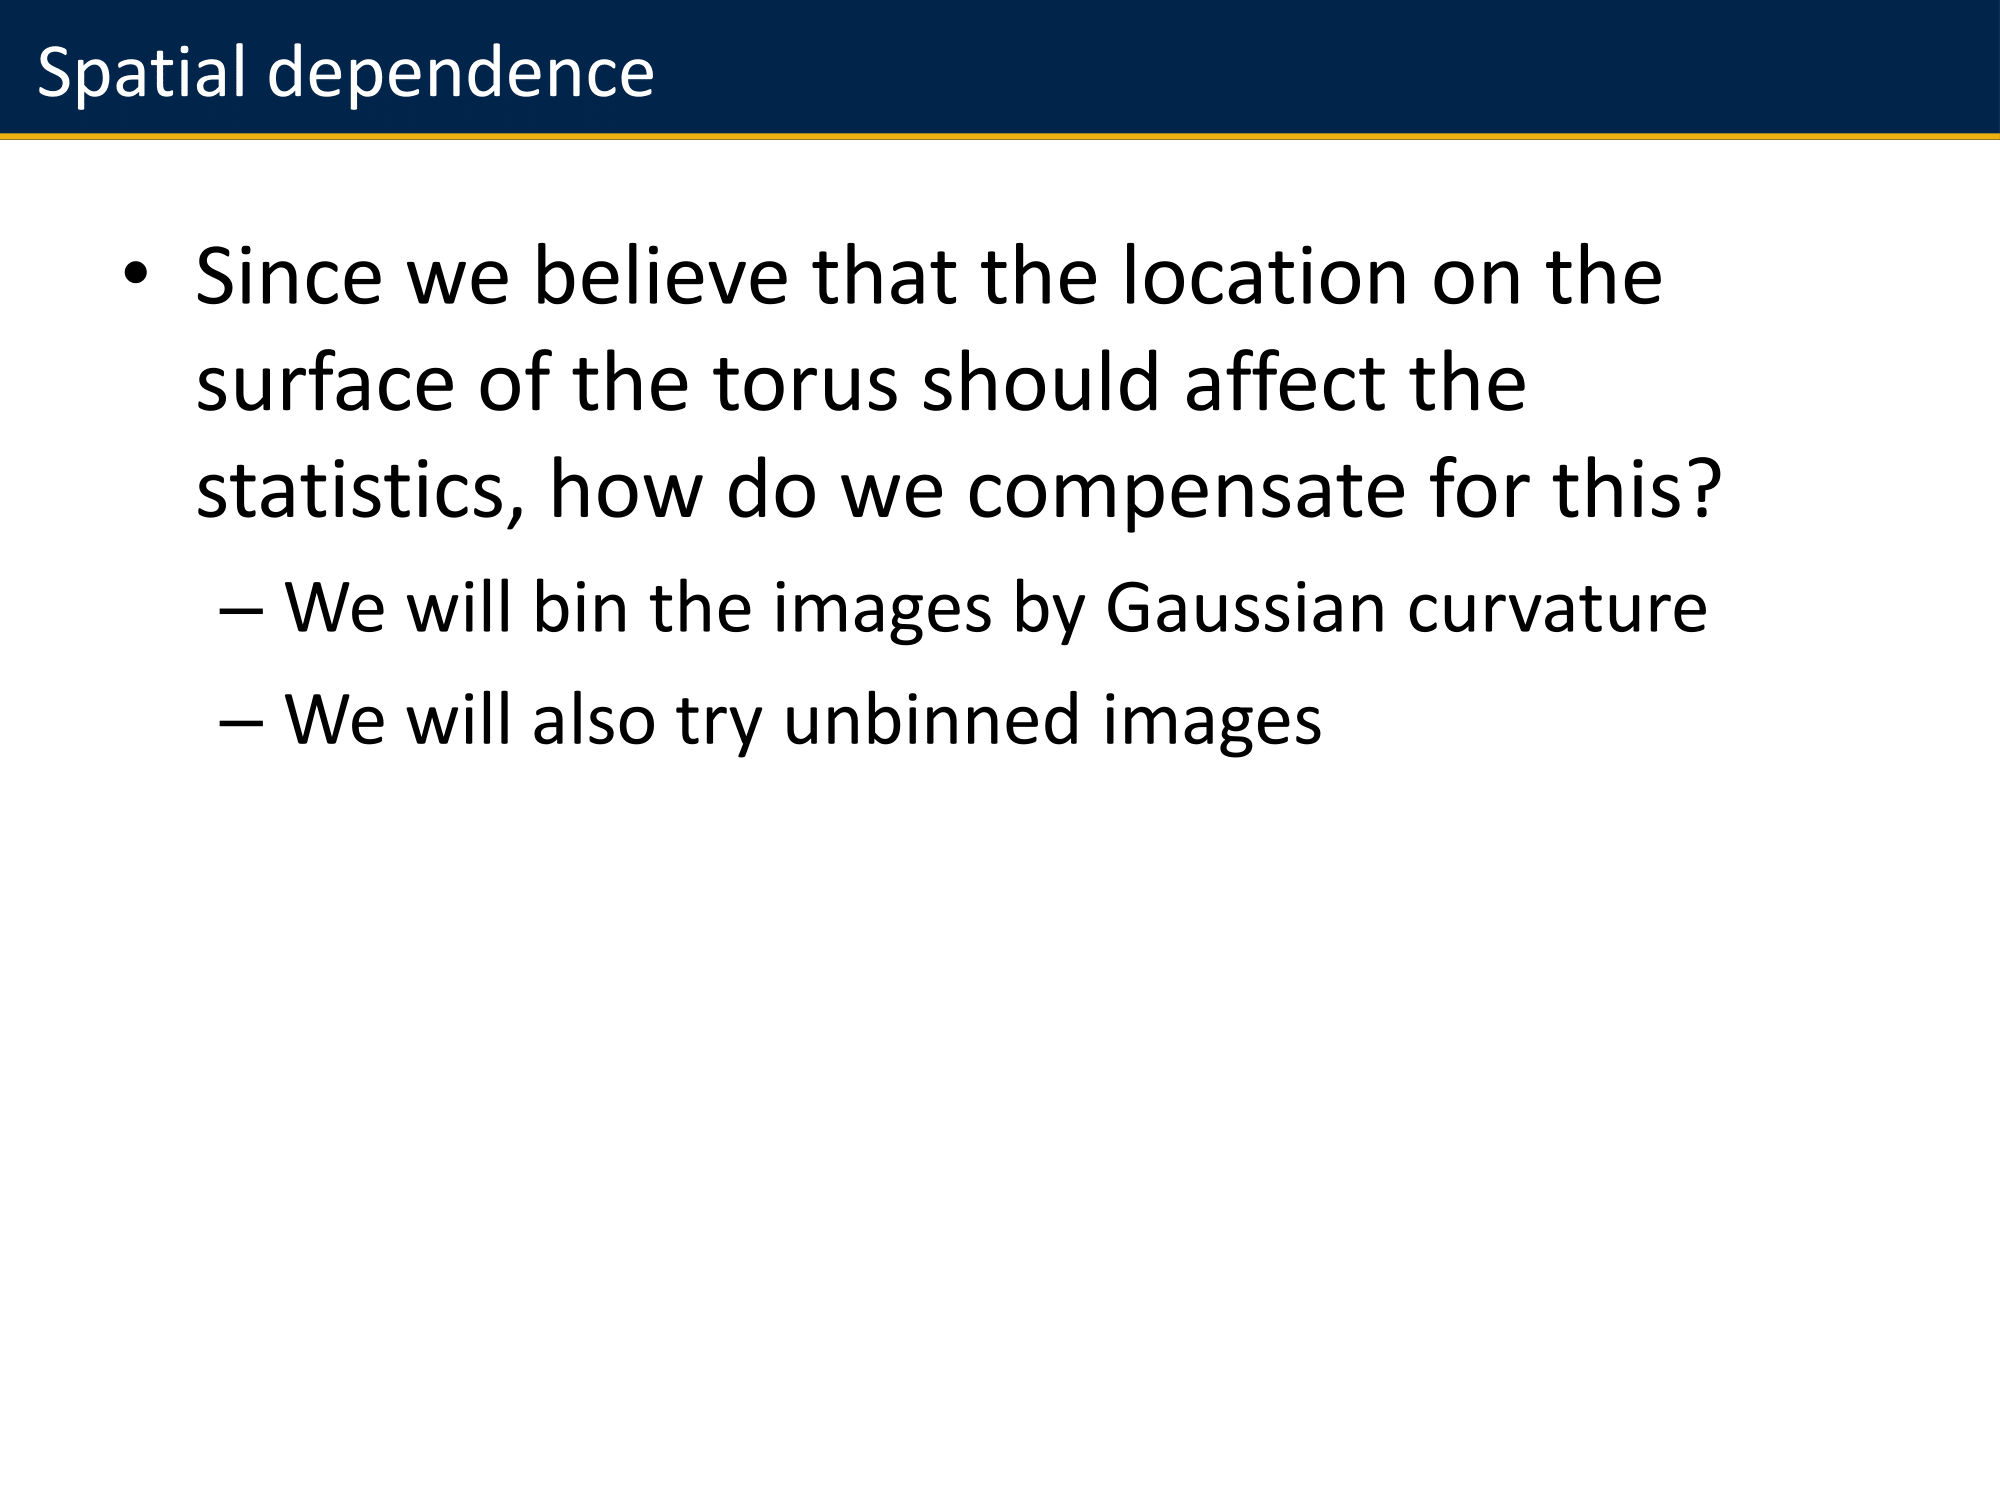 Spatial dependence
• Since we believe that the location on the
surface of the torus should affect the
statistics, how do we compensate for this?
– We will bin the images by Gaussian curvature
– We will also try unbinned images